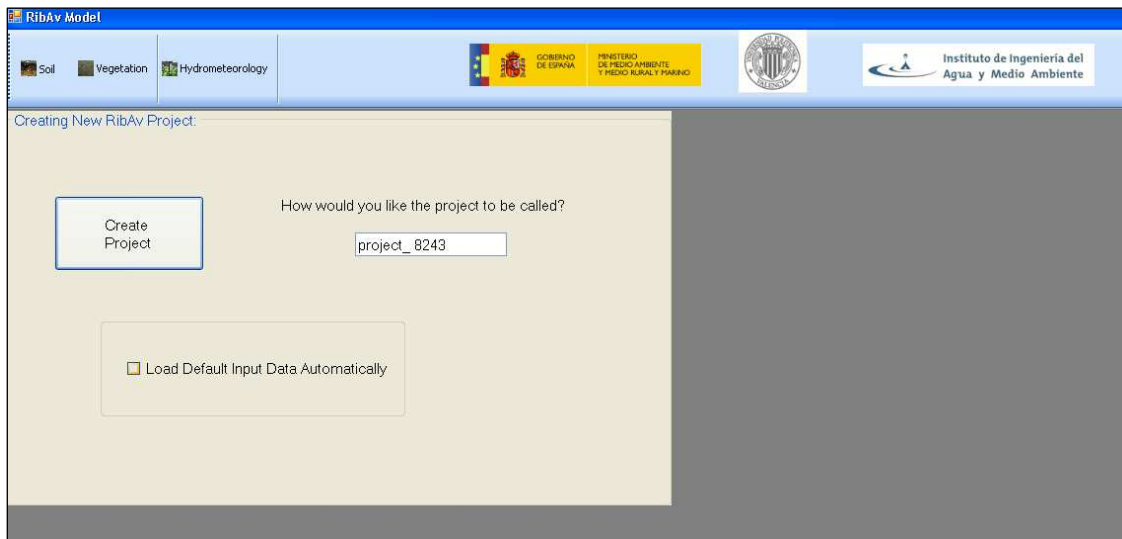 RibAv Model
Soil Vegetation Hydrometeorology
GOBIERNO
DE ESPAÑA
MINISTERIO
DE MEDIO AMBIENTE
Y MEDIO RURAL Y MARINO
Instituto de Ingeniería del
Agua y Medio Ambiente
Creating New RibAv Project:
Create
Project
How would you like the project to be called?
project_ 8243
Load Default Input Data Automatically